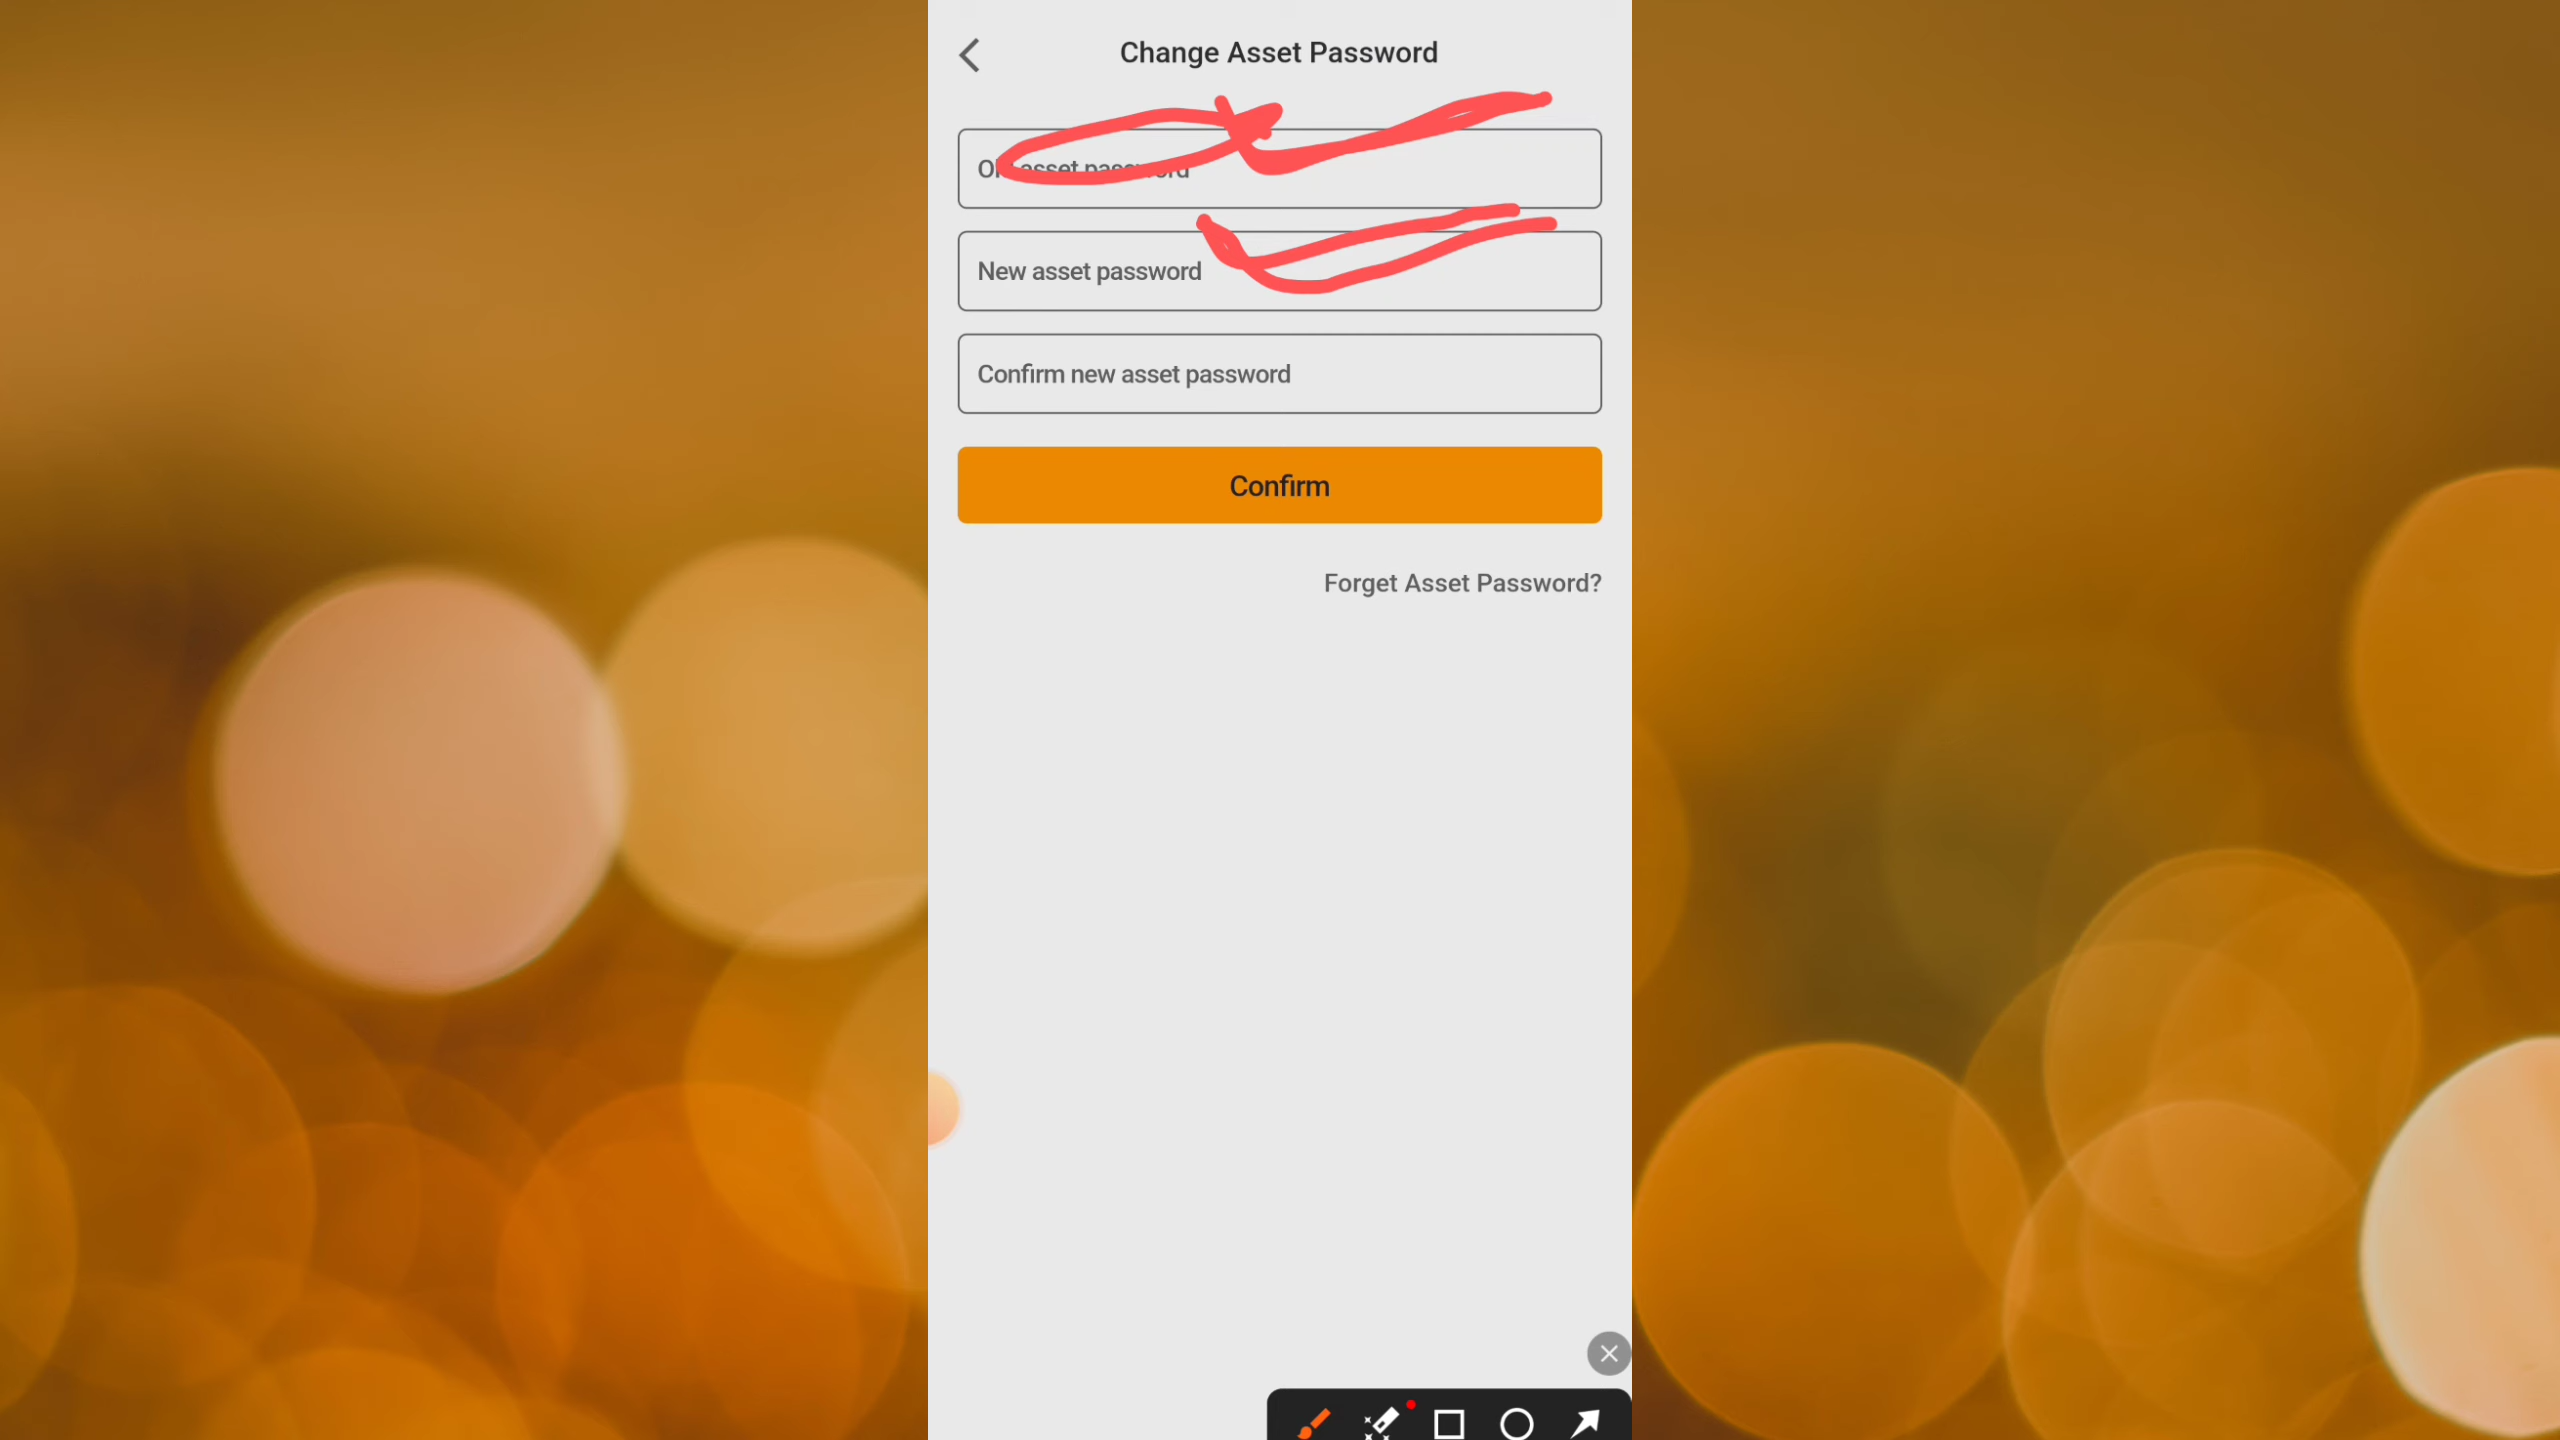 Change Asset Password
Old asset password
New asset password
Confirm new asset password
Confirm
Forget Asset Password?